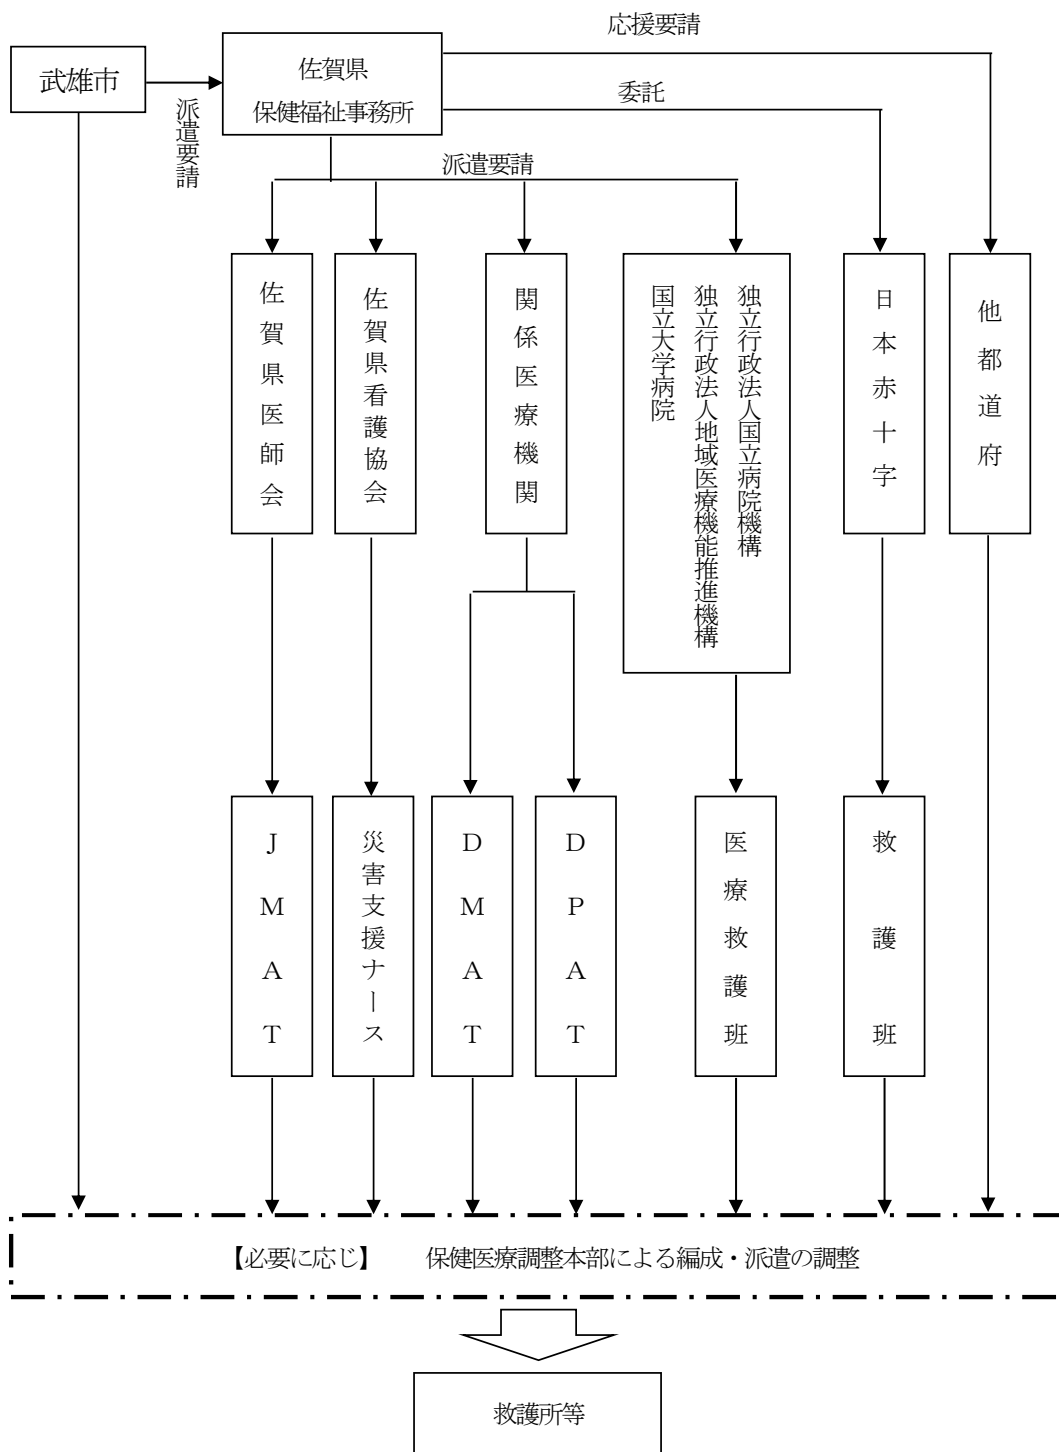 応援要請
武雄市
佐賀県
保健福祉事務所
委託
派遣要請
派遣要請
佐賀県医師会
佐賀県看護協会
関係医療機関
独立行政法人国立病院機構
独立行政法人地域医療機能推進機構
国立大学病院
日本赤十字
他都道府
JMAT
災害支援ナース
DMAT
DPAT
医療救護班
救護班
【必要に応じ】　保健医療調整本部による編成・派遣の調整
救護所等